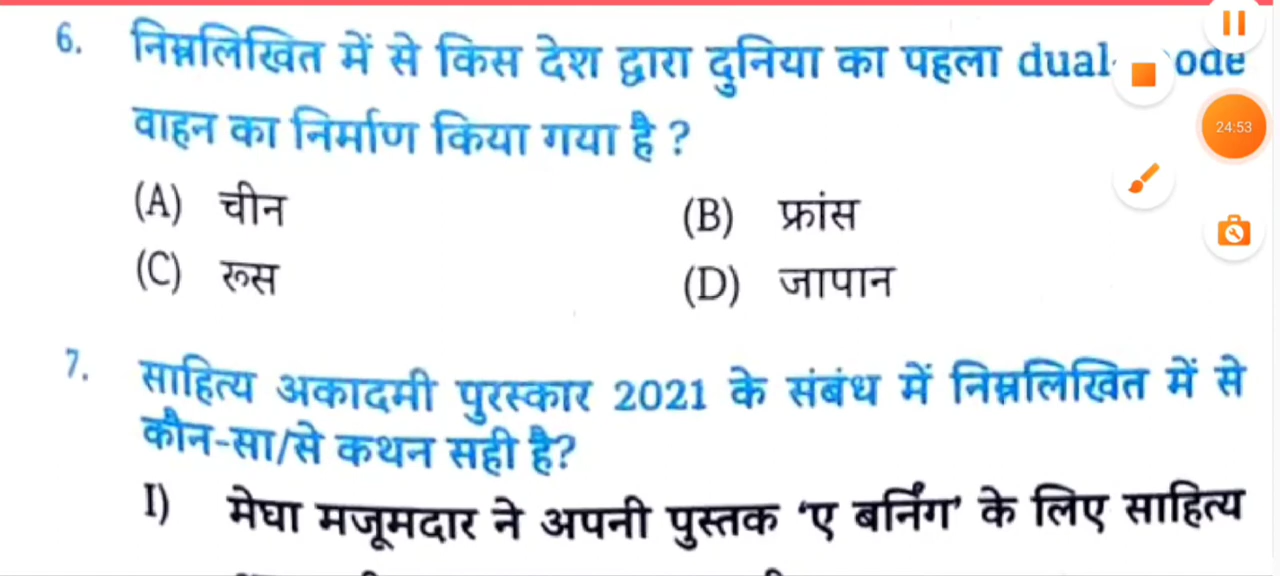 6. निम्नलिखित में से किस देश द्वारा दुनिया का पहला dual
वाहन का निर्माण किया गया है ?
(A) चीन (B) फ्रांस
(C) रूस (D) जापान
7. साहित्य अकादमी पुरस्कार 2021 के संबंध में निम्नलिखित में से
कौन-सा/से कथन सही है?
I) मेघा मजूमदार ने अपनी पुस्तक ‘ए बर्निंग’ के लिए साहित्य
24:53